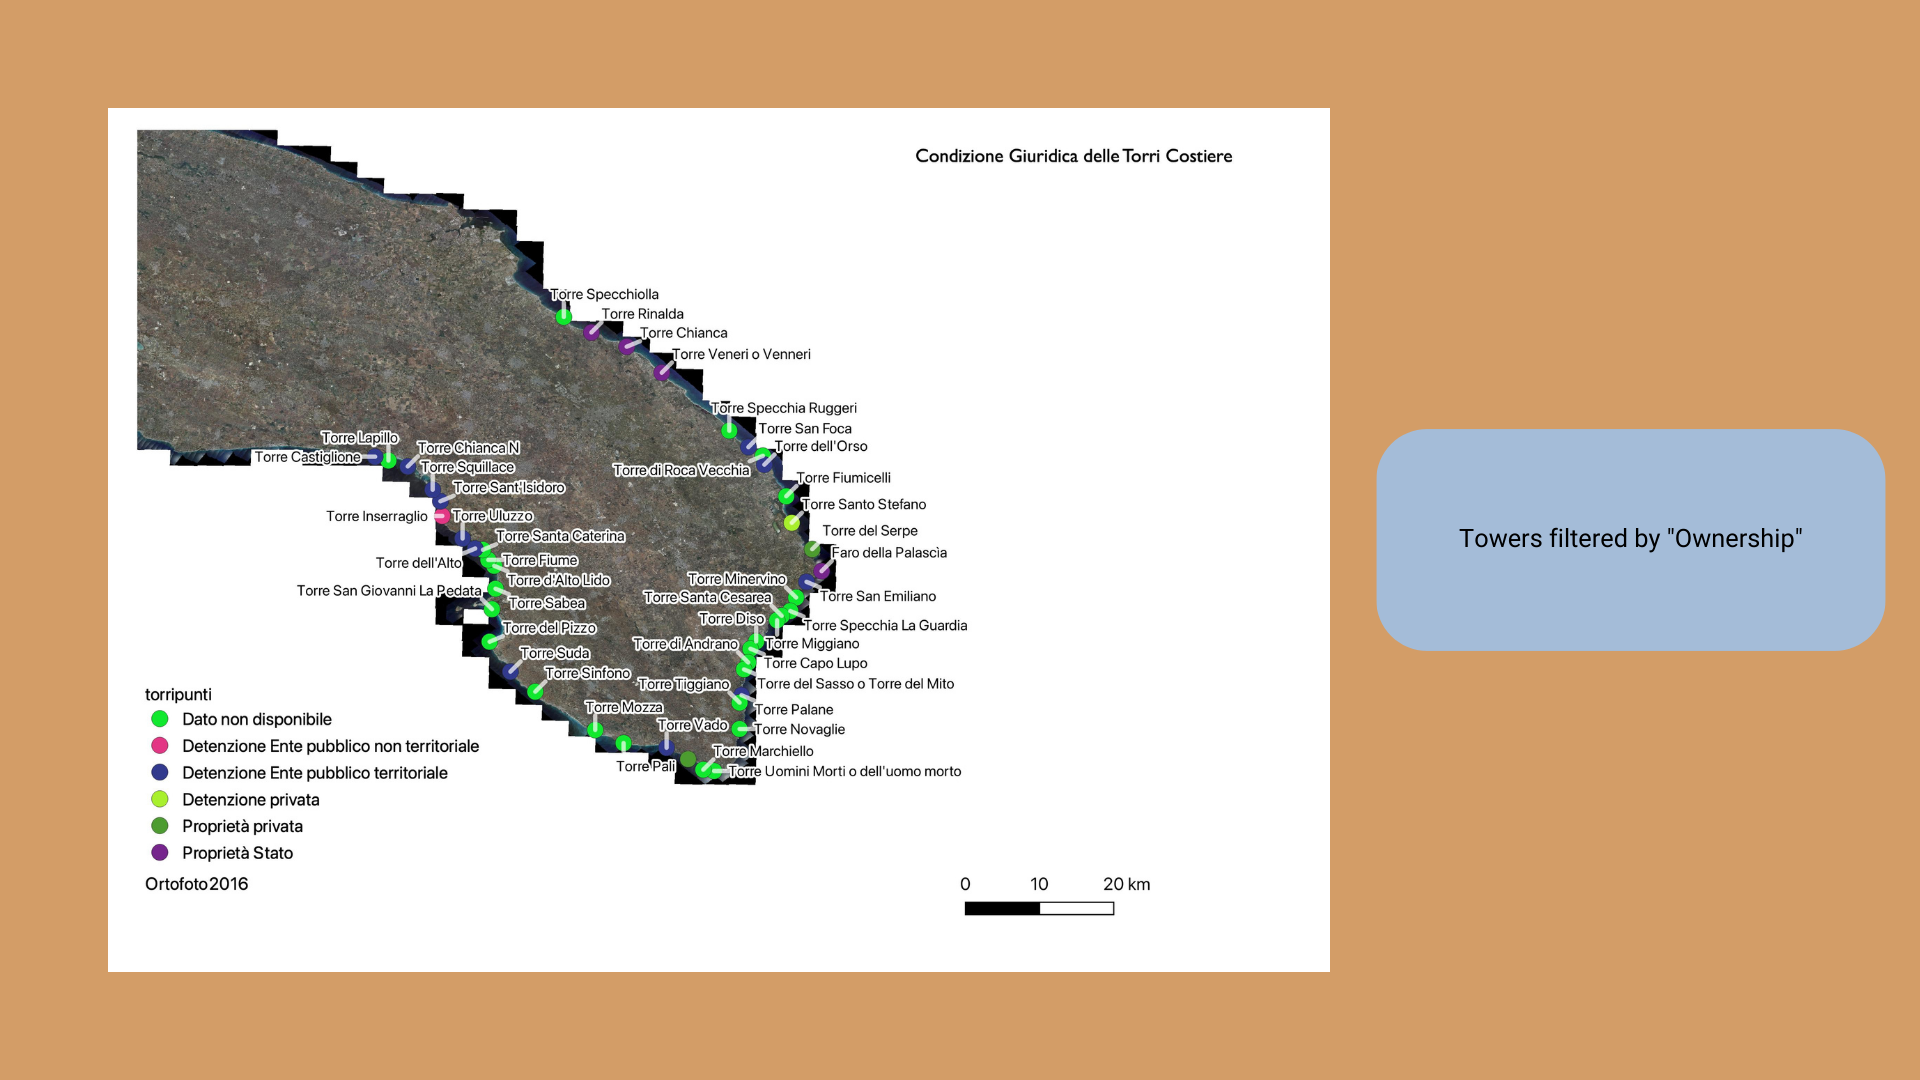 Condizione Giuridica delle Torri Costiere
Torre Specchiolla
Torre Rinalda
Torre Chianca
Torre Veneri o Venneri
Torre Specchia Ruggeri
Torre San Foca
Torre dell'Orso
Torre di Roca Vecchia
Torre Fiumicelli
Torre Santo Stefano
Torre del Serpe
Faro della Palascìa
Torre Minervino
Torre San Emiliano
Torre Santa Cesarea
Torre Diso
Torre Specchia La Guardia
Torre di Andrano
Torre Miggiano
Torre Capo Lupo
Torre Tiggiano
Torre del Sasso o Torre del Mito
Torre Palane
Torre Novaglie
Torre Marchiello
Torre Uomini Morti o dell'uomo morto
Torre Lapillo
Torre Castiglione
Torre Chianca N
Torre Squillace
Torre Sant'Isidoro
Torre Inserraglio
Torre Uluzzo
Torre Santa Caterina
Torre dell'Alto
Torre Fiume
Torre d'Alto Lido
Torre San Giovanni La Pedata
Torre Sabea
Torre del Pizzo
Torre Suda
Torre Sinfono
Torre Mozza
Torre Vado
Torre Pali
torripunti
Dato non disponibile
Detenzione Ente pubblico non territoriale
Detenzione Ente pubblico territoriale
Detenzione privata
Proprietà privata
Proprietà Stato
Ortofoto2016
0 10 20 km
Towers filtered by "Ownership"